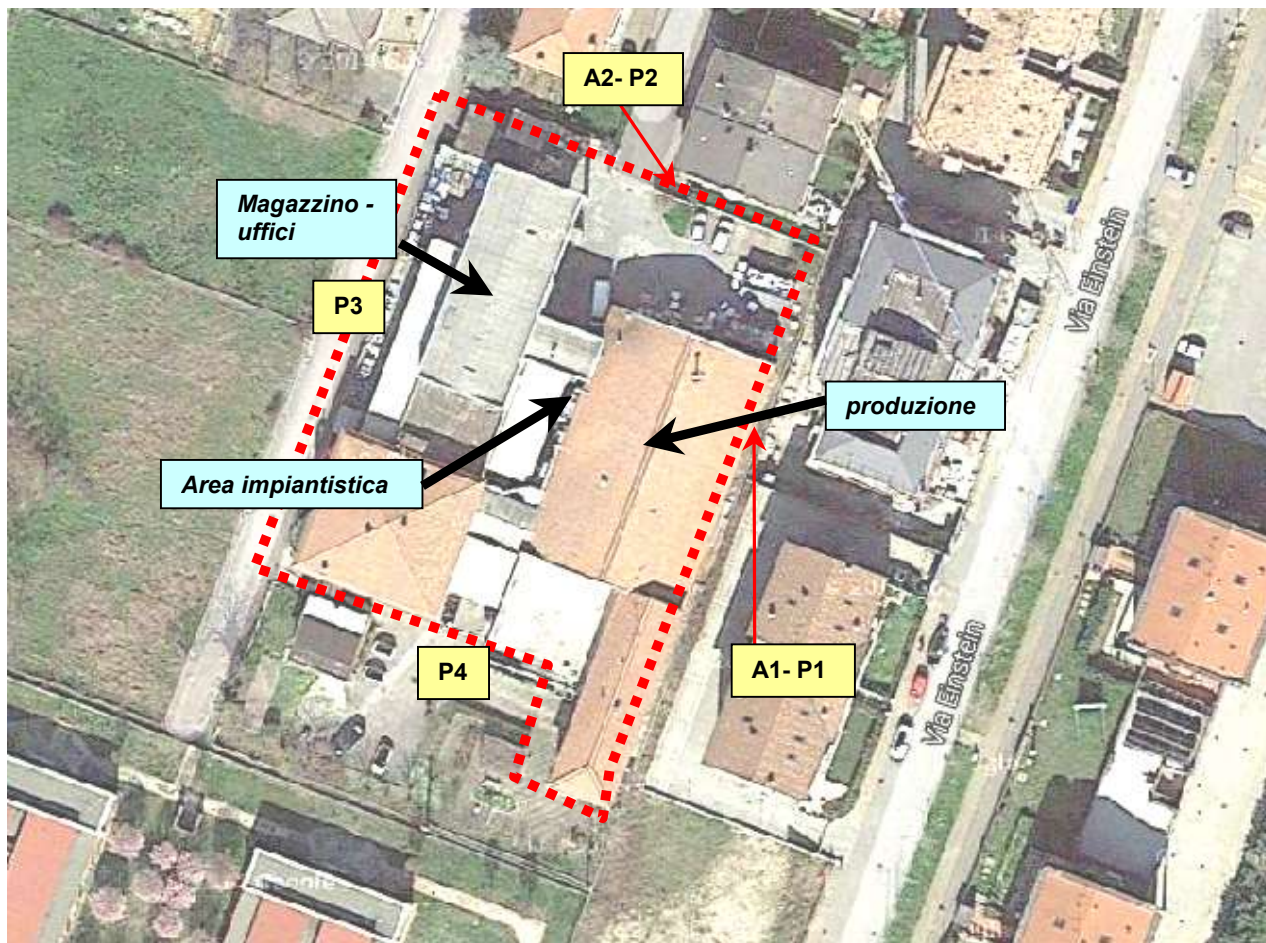 A2- P2
Magazzino -
uffici
P3
Via Einstein
produzione
Area impiantistica
P4
A1- P1
Via Einstein